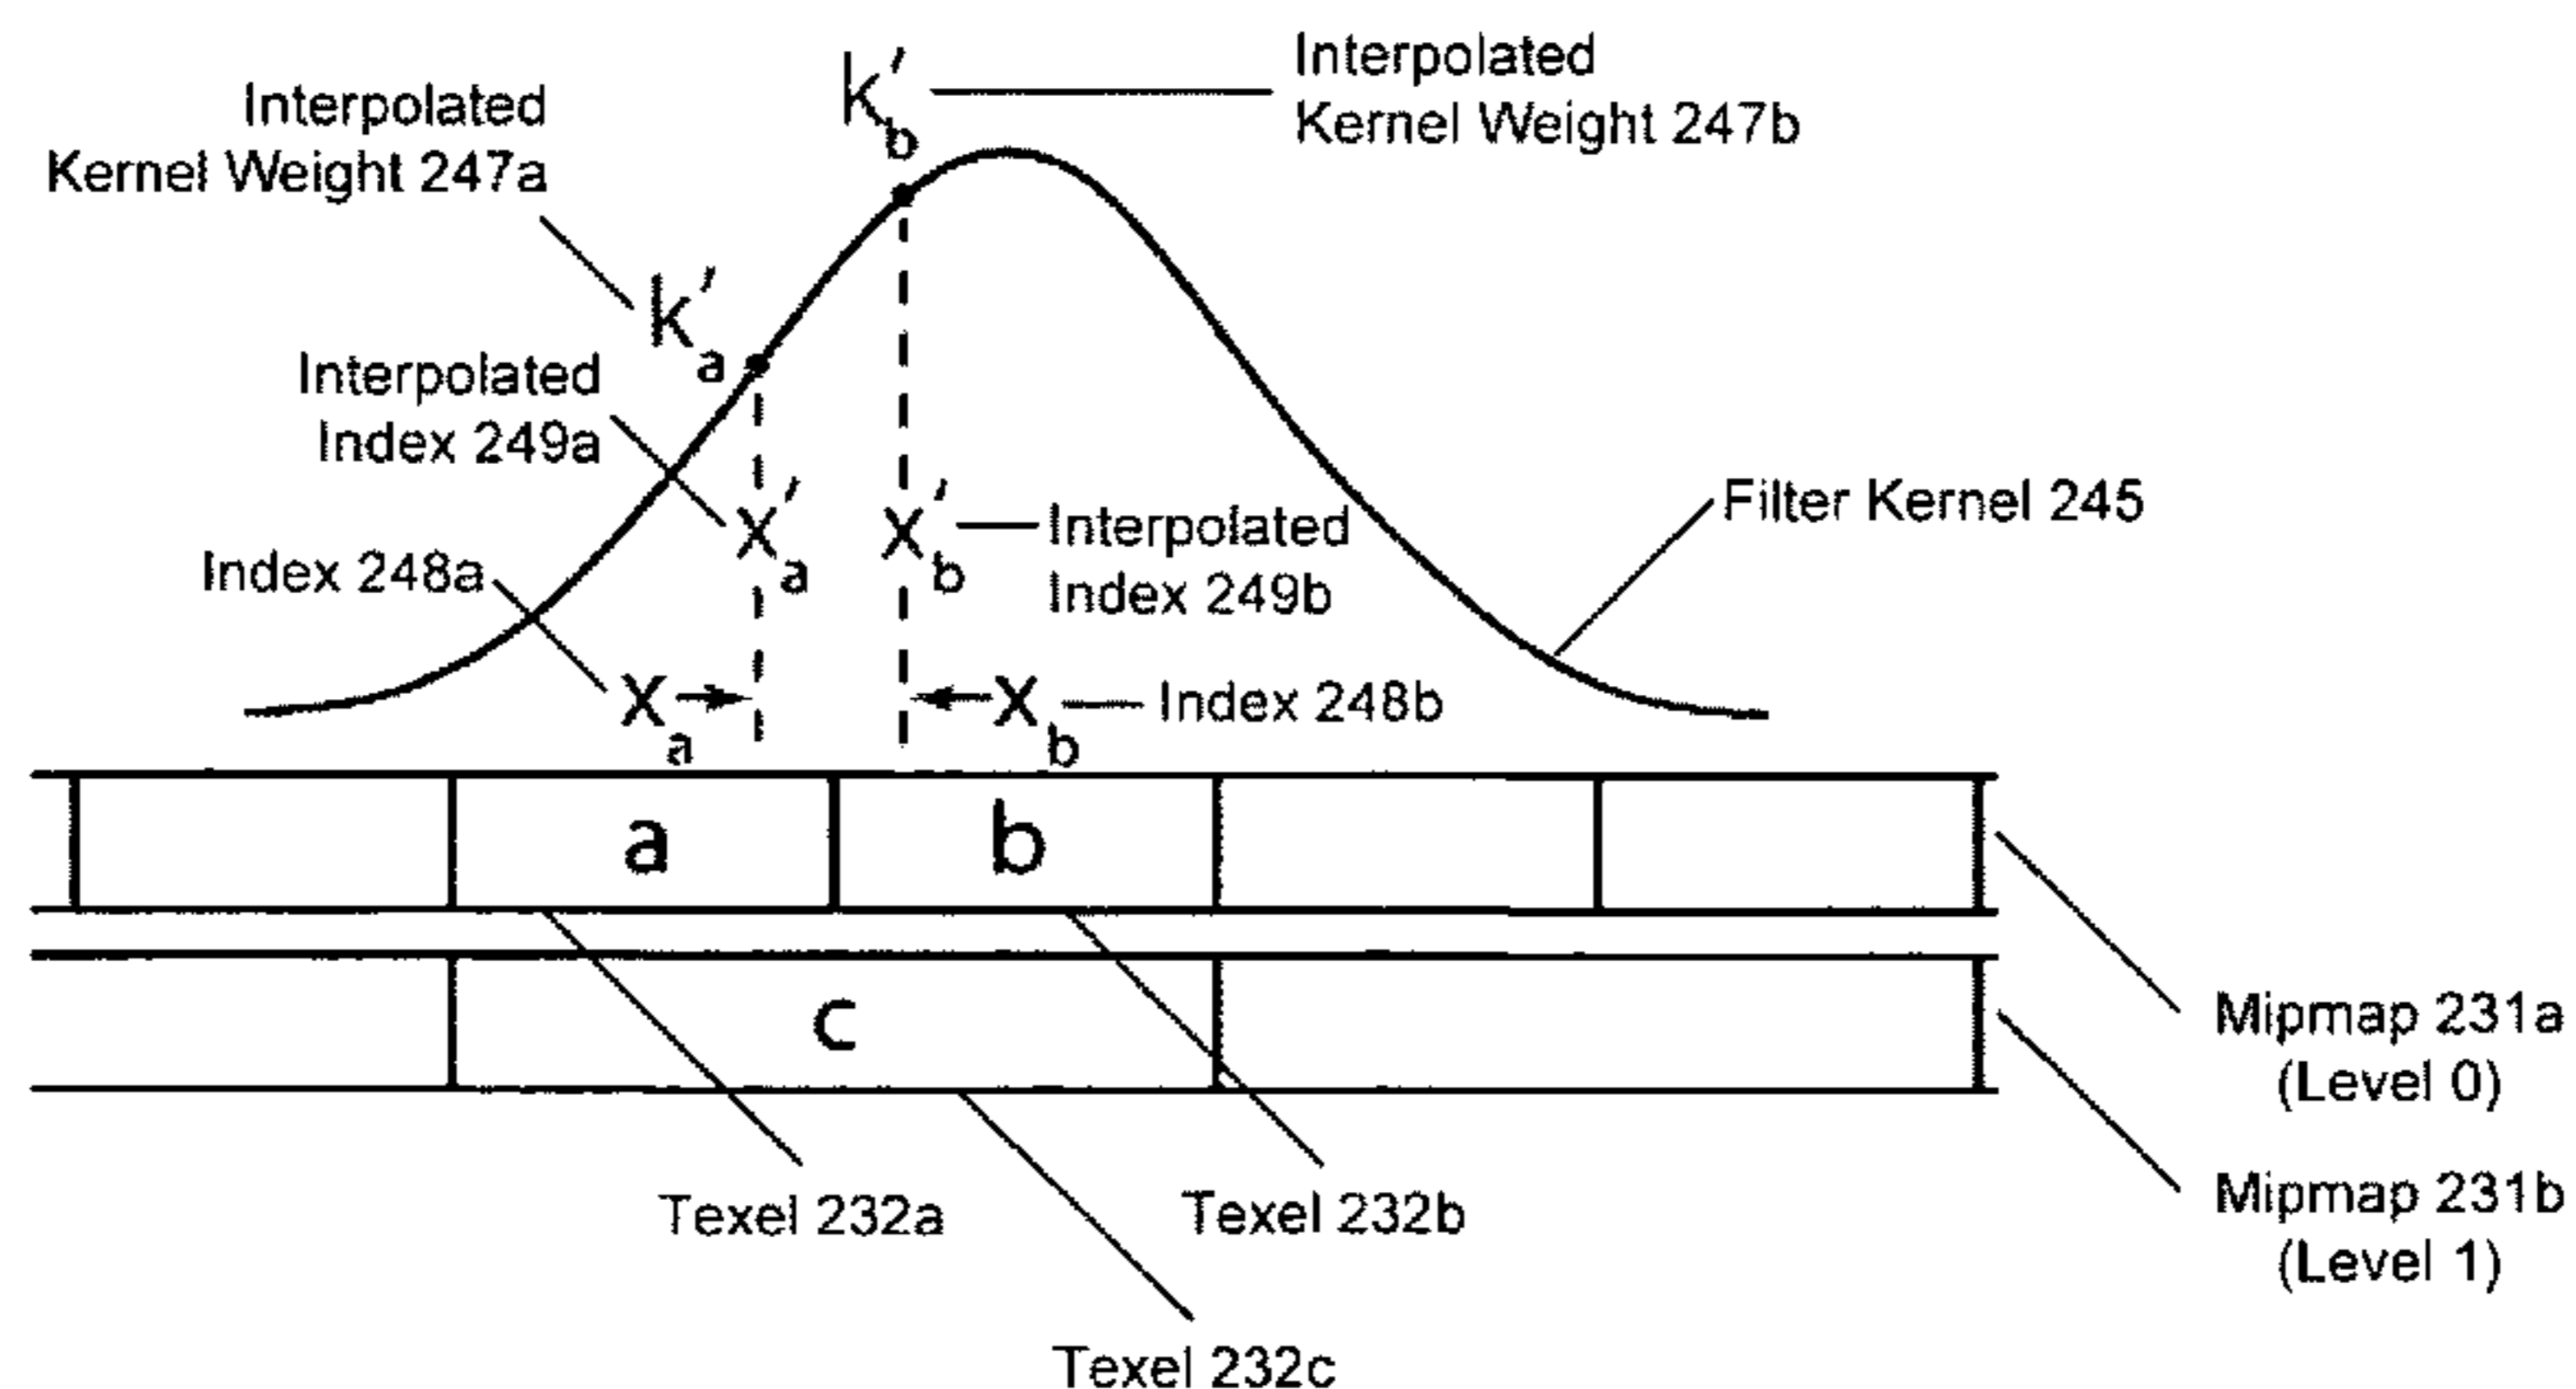 Interpolated
Kernel Weight 247a
k'b
Interpolated
Kernel Weight 247b
k'a
Interpolated
Index 249a
x'a
x'b
Interpolated
Index 249b
Filter Kernel 245
Index 248a
xa
xb
Index 248b
a
b
c
Mipmap 231a
(Level 0)
Mipmap 231b
(Level 1)
Texel 232a
Texel 232b
Texel 232c